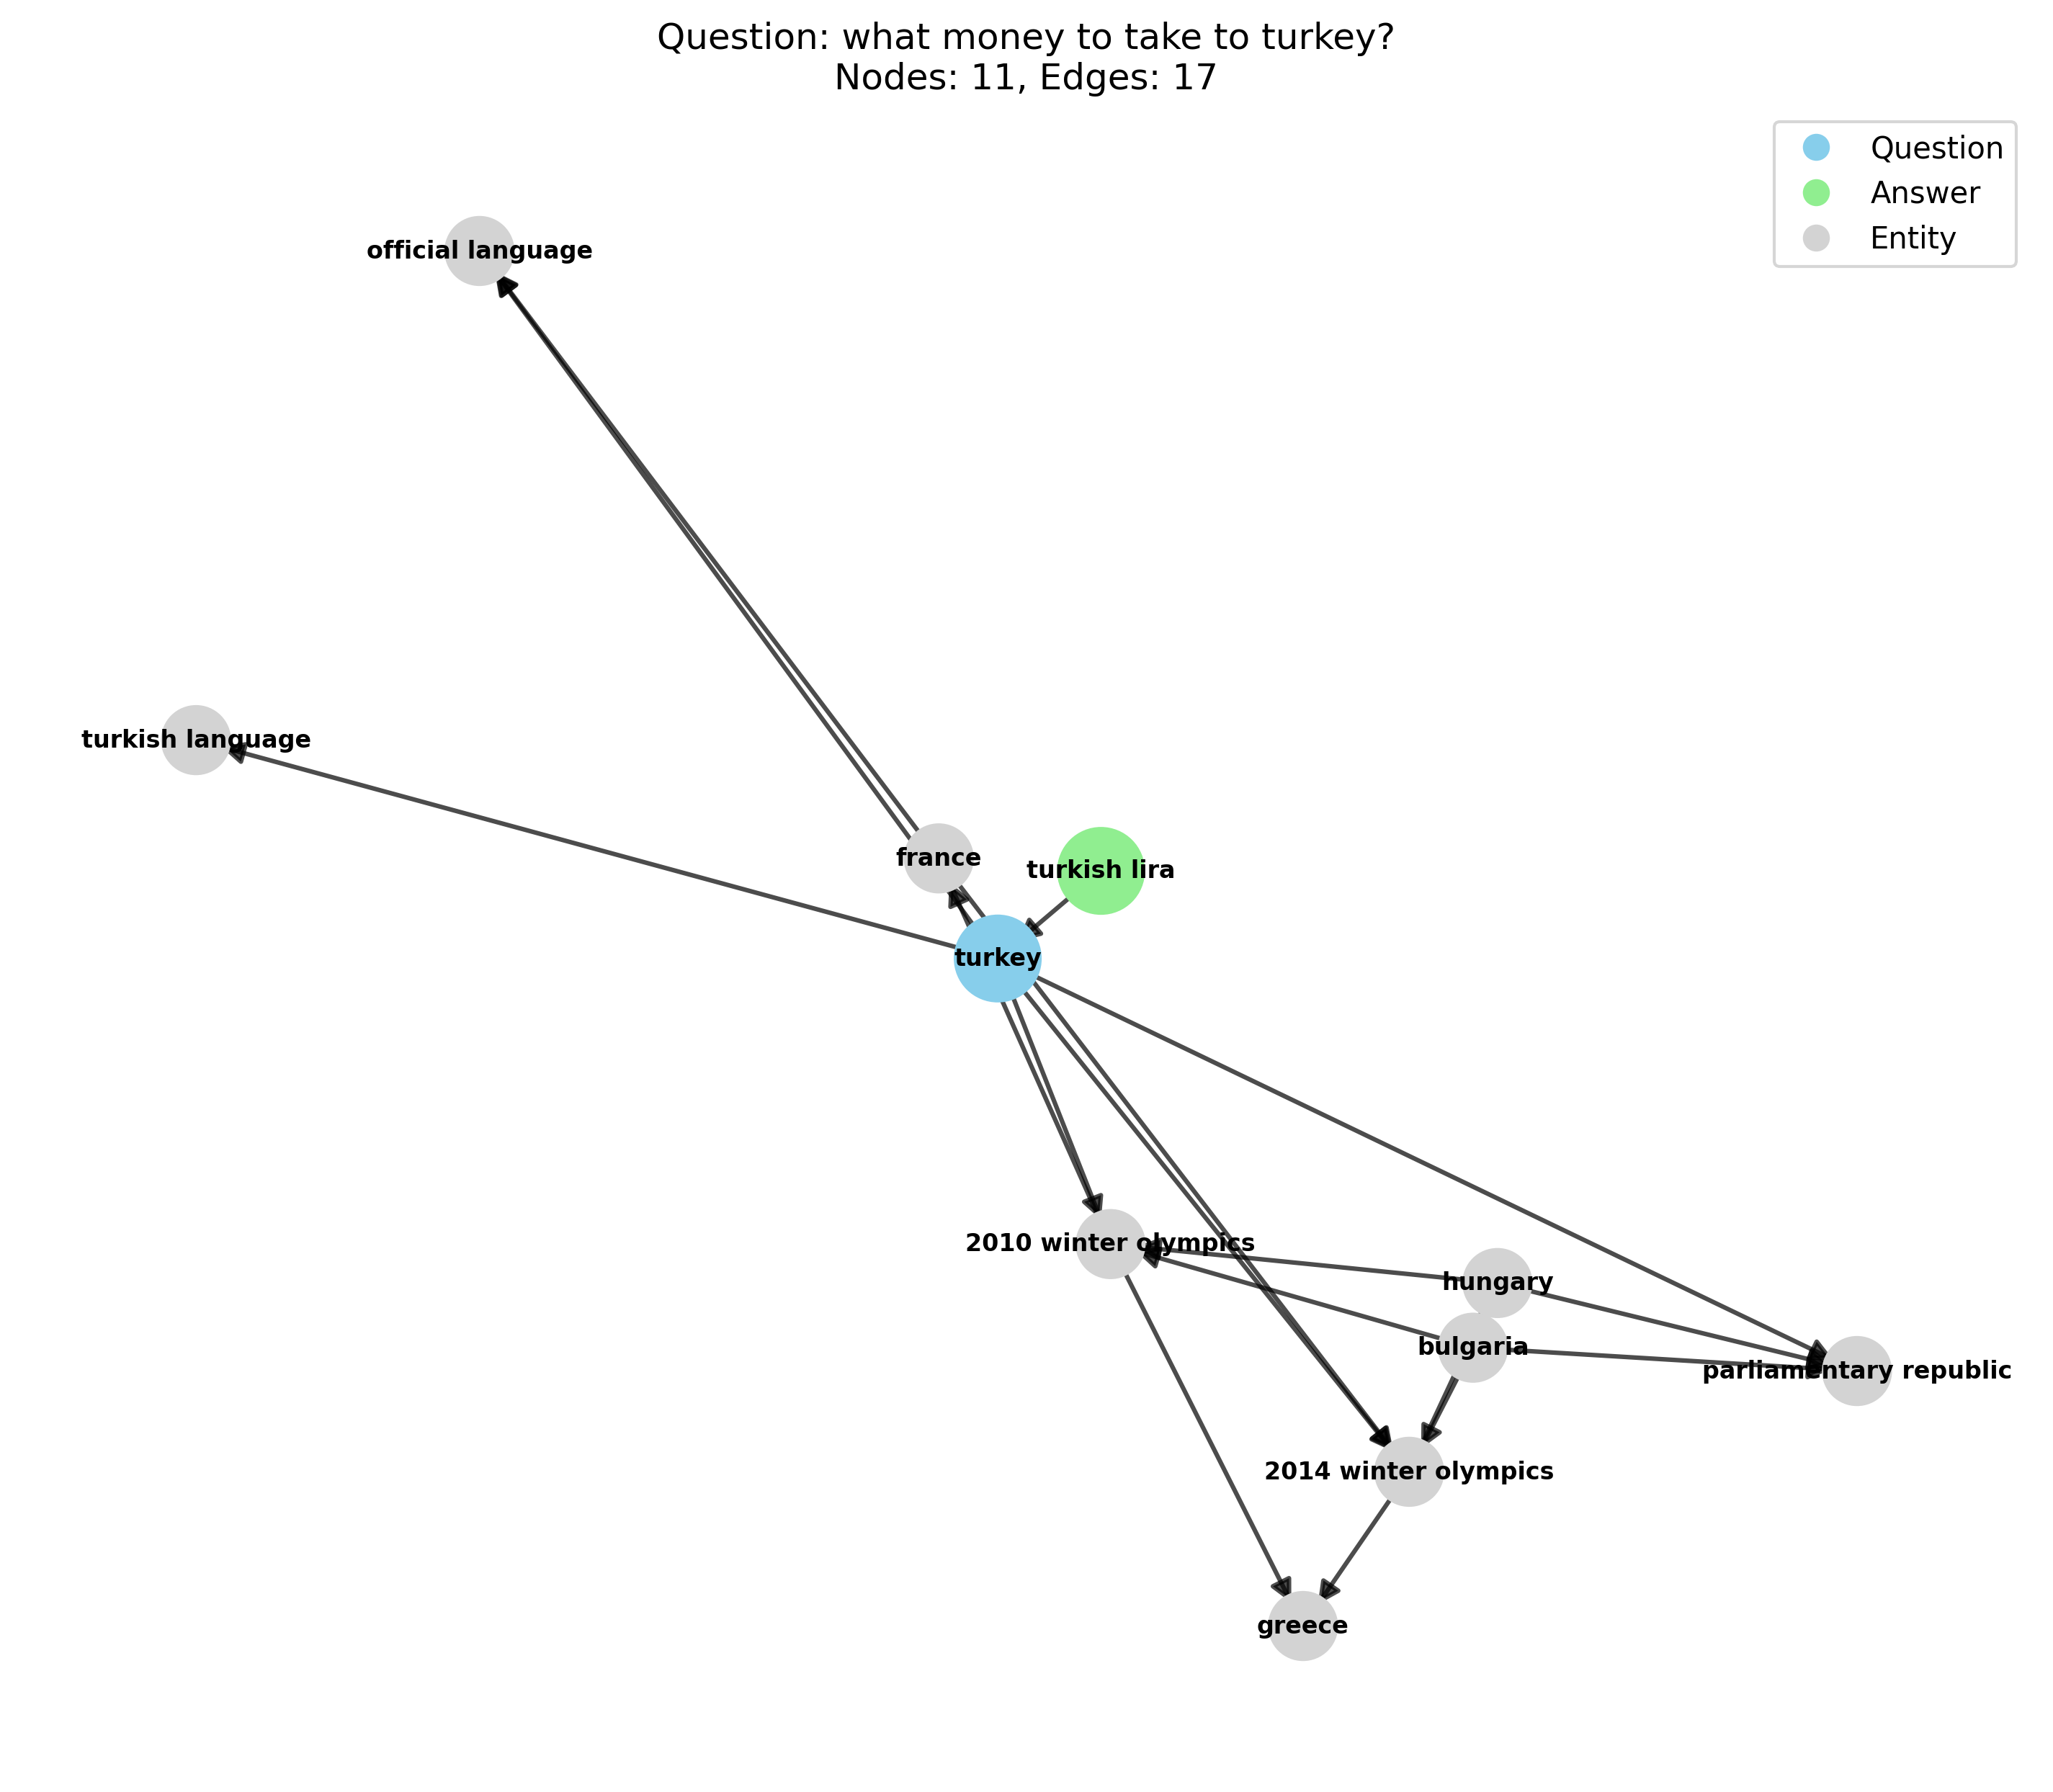 Question: what money to take to turkey?
Nodes: 11, Edges: 17
Question
Answer
Entity
official language
turkish language
france
turkish lira
turkey
2010 winter olympics
hungary
bulgaria
parliamentary republic
2014 winter olympics
greece